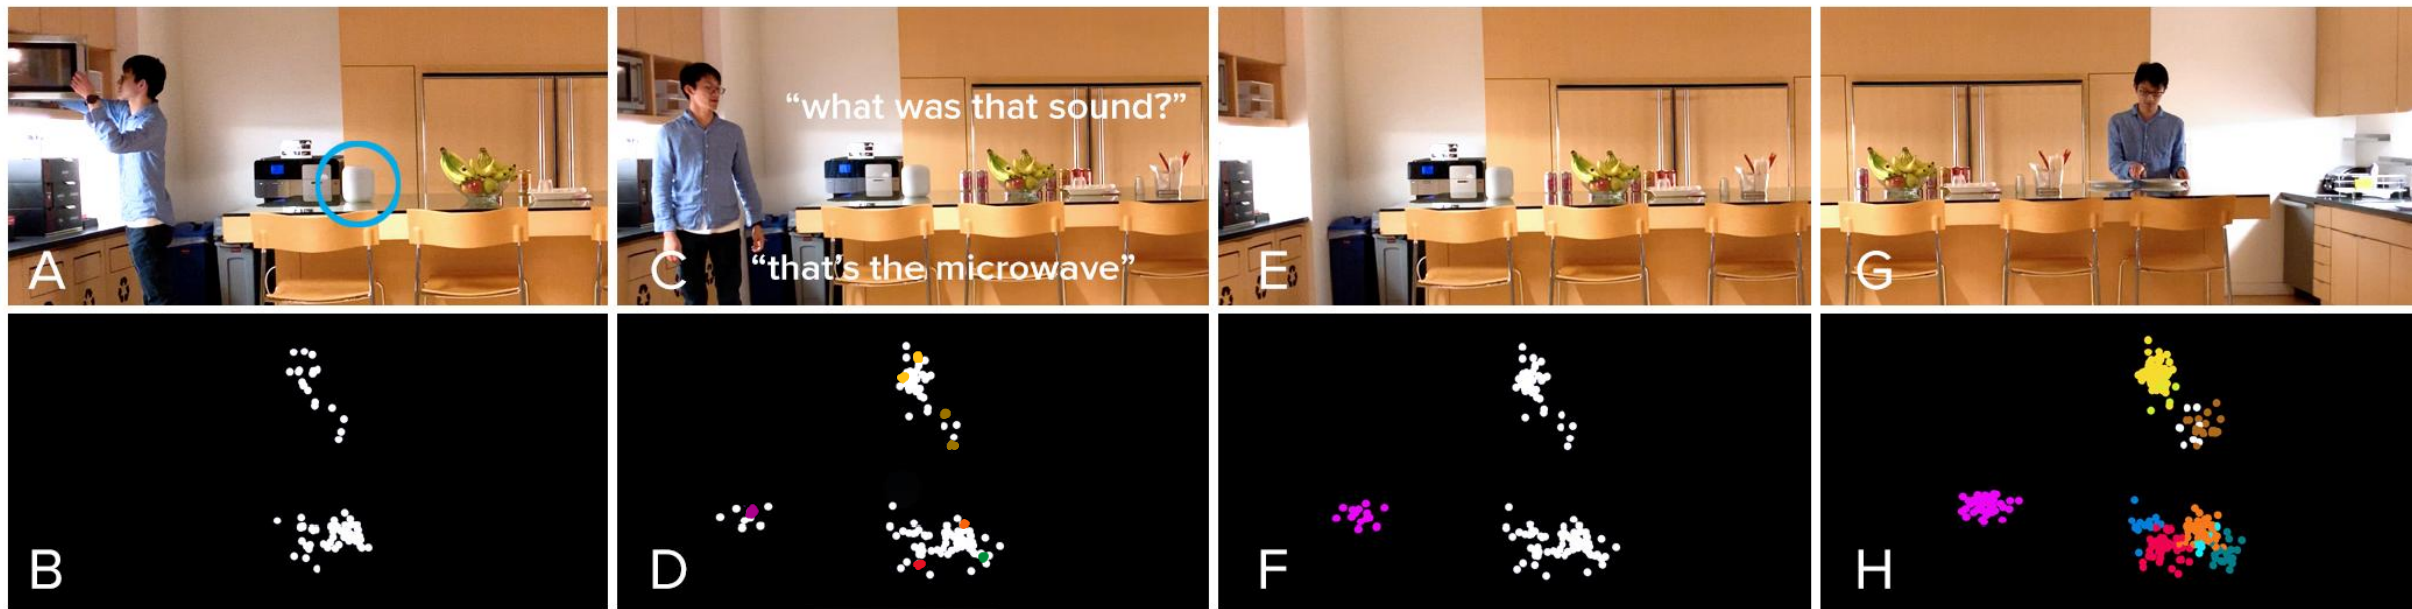 A
"what was that sound?"
C
"that's the microwave"
E
G
B
D
F
H